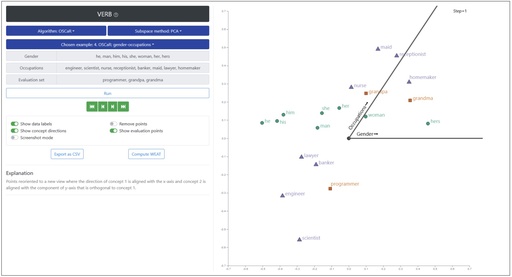 VERB
Algorithm: OSCaR
Subspace method: PCA
Chosen example: 4. OSCaR: gender-occupations
Gender
he, man, him, his, she, woman, her, hers
Occupations
engineer, scientist, nurse, receptionist, banker, maid, lawyer, homemaker
Evaluation set
programmer, grandpa, grandma
Run
Show data labels
Remove points
Show concept directions
Show evaluation points
Screenshot mode
Export as CSV
Compute WEAT
Explanation
Points reoriented to a new view where the direction of concept 1 is aligned with the x-axis and concept 2 is
aligned with the component of y-axis that is orthogonal to concept 1.
Step=1
maid
receptionist
homemaker
nurse
grandpa
grandma
Occupations
she
her
woman
hers
man
he
Gender
lawyer
banker
programmer
engineer
scientist